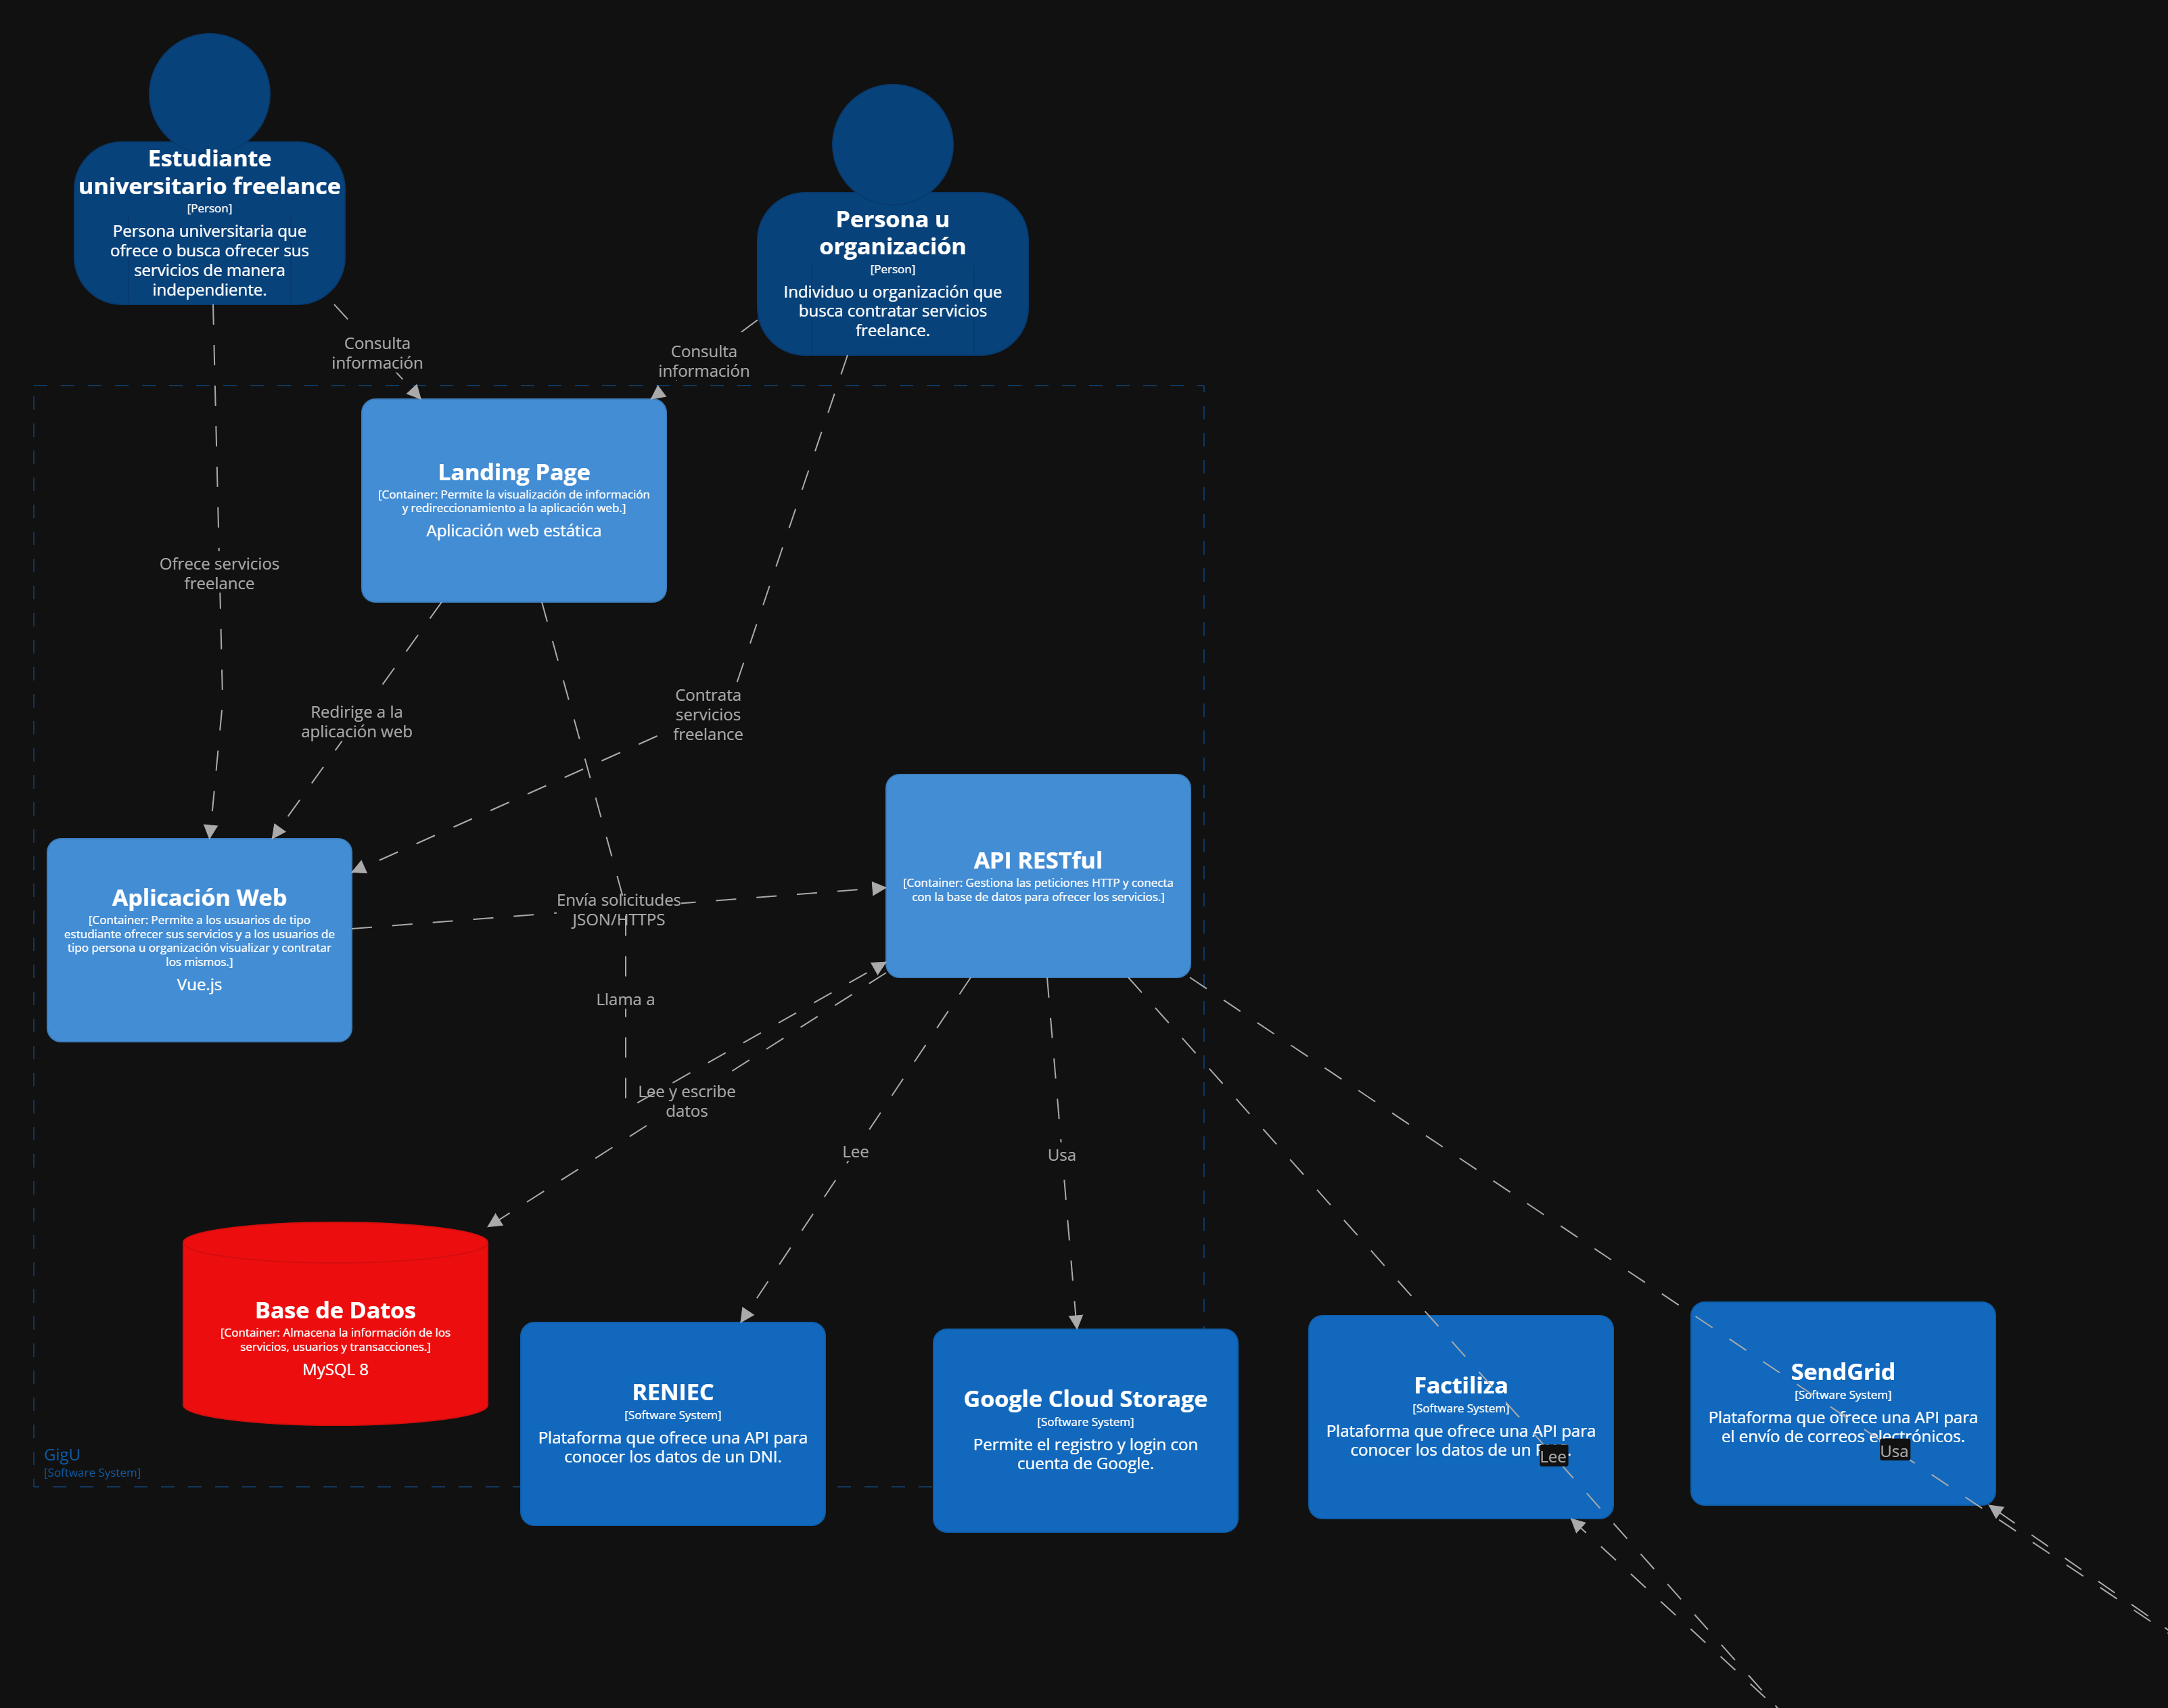 Estudiante
universitario freelance
[Person]
Persona universitaria que
ofrece o busca ofrecer sus
servicios de manera
independiente.
Persona u
organización
[Person]
Individuo u organización que
busca contratar servicios
freelance.
Consulta
información
Consulta
información
Landing Page
[Container: Permite la visualización de información
y redireccionamiento a la aplicación web.]
Aplicación web estática
Ofrece servicios
freelance
Redirige a la
aplicación web
Contrata
servicios
freelance
Aplicación Web
[Container: Permite a los usuarios de tipo
estudiante ofrecer sus servicios y a los usuarios de
tipo persona u organización visualizar y contratar
los mismos.]
Vue.js
Envía solicitudes
JSON/HTTPS
API RESTful
[Container: Gestiona las peticiones HTTP y conecta
con la base de datos para ofrecer los servicios.]
Llama a
Lee y escribe
datos
Lee
Usa
Base de Datos
[Container: Almacena la información de los
servicios, usuarios y transacciones.]
MySQL 8
RENIEC
[Software System]
Plataforma que ofrece una API para
conocer los datos de un DNI.
Google Cloud Storage
[Software System]
Permite el registro y login con
cuenta de Google.
Factiliza
[Software System]
Plataforma que ofrece una API para
conocer los datos de un
Lee
SendGrid
[Software System]
Plataforma que ofrece una API para
el envío de correos electrónicos.
Usa
GigU
[Software System]